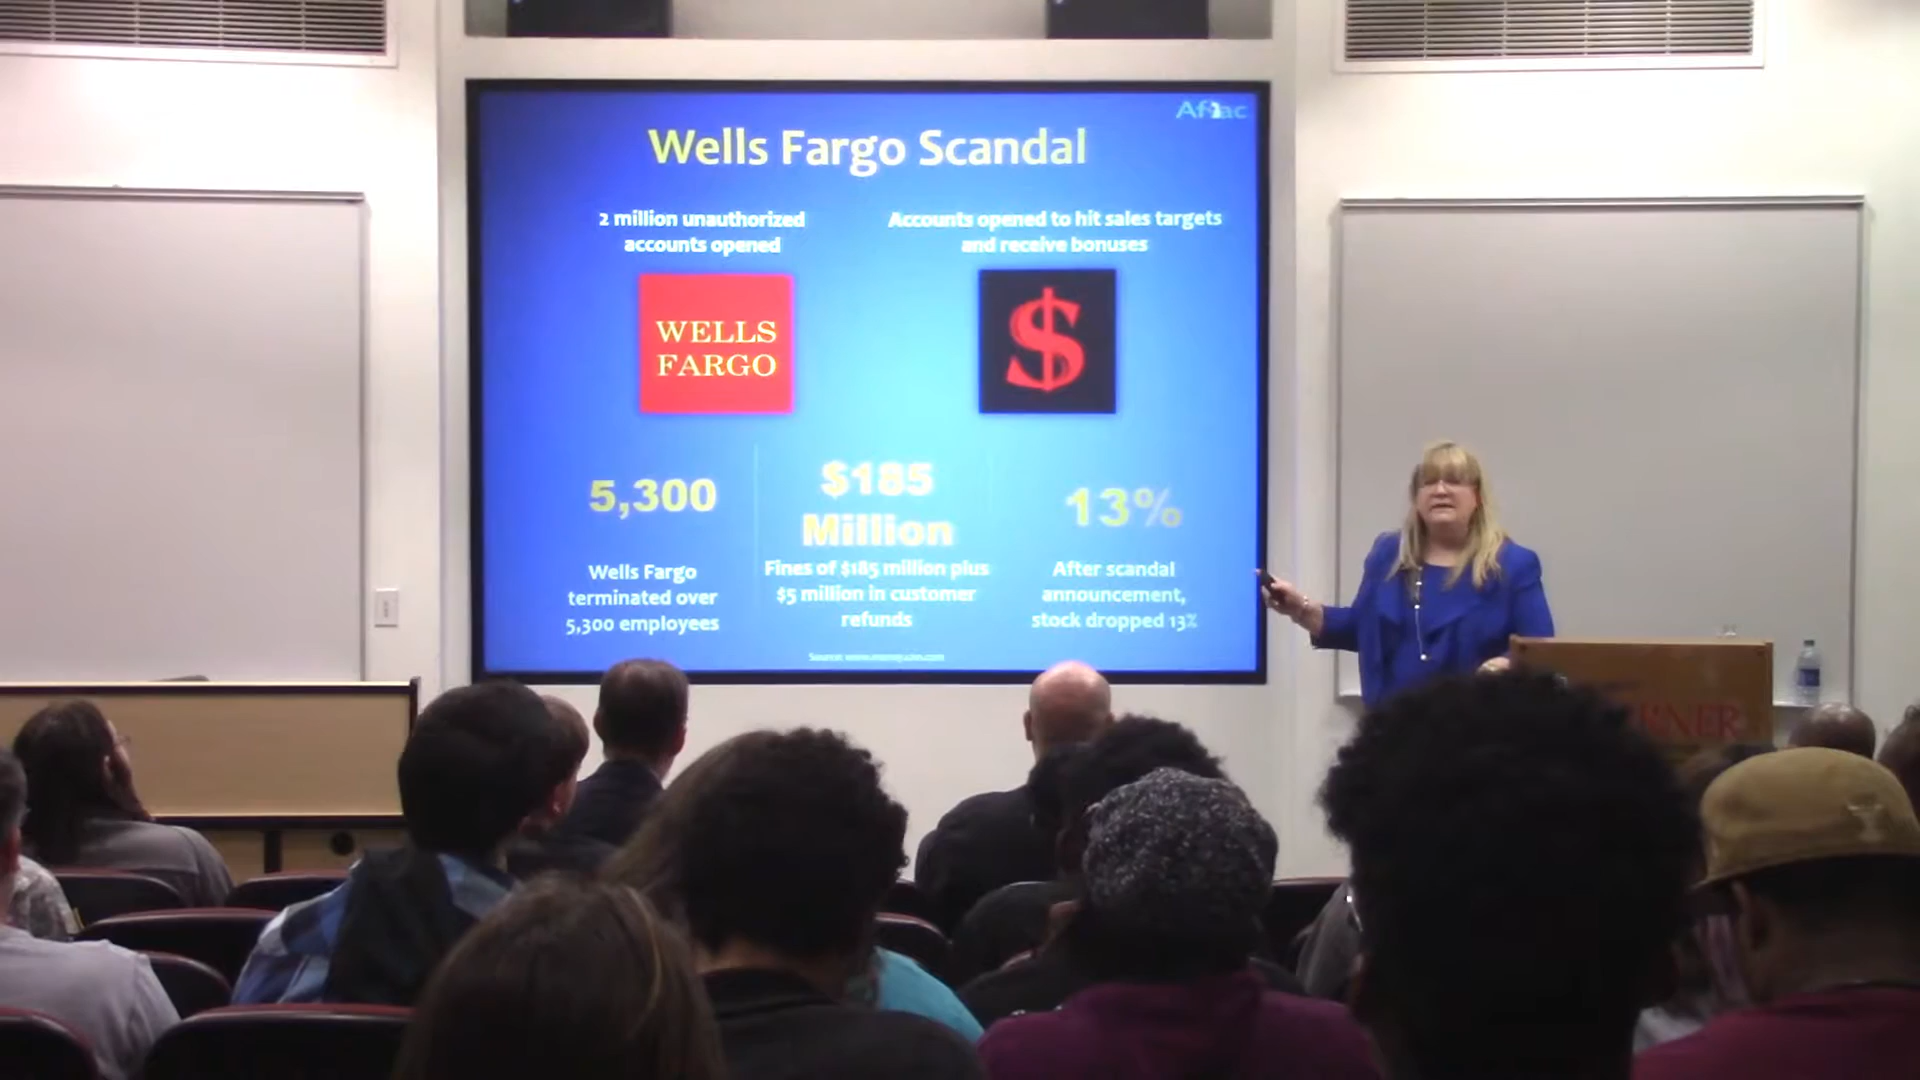 Aflac
Wells Fargo Scandal
2 million unauthorized
accounts opened
Accounts opened to hit sales targets
and receive bonuses
WELLS
FARGO
$
5,300
Wells Fargo
terminated over
5,300 employees
$185
Million
Fines of $185 million plus
$5 million in customer
refunds
13%
After scandal
announcement,
stock dropped 13%